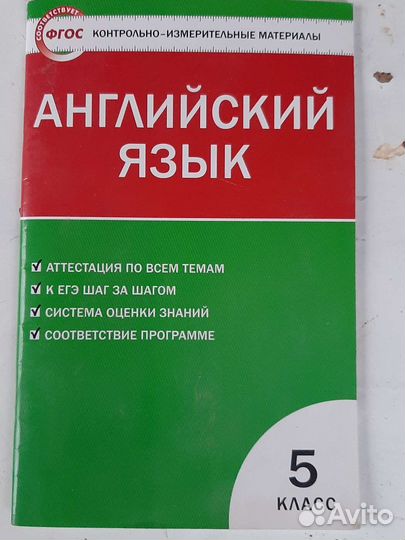 СООТВЕТСТВУЕТ
ФГОС
КОНТРОЛЬНО-ИЗМЕРИТЕЛЬНЫЕ МАТЕРИАЛЫ
АНГЛИЙСКИЙ
ЯЗЫК
АТТЕСТАЦИЯ ПО ВСЕМ ТЕМАМ
К ЕГЭ ШАГ ЗА ШАГОМ
СИСТЕМА ОЦЕНКИ ЗНАНИЙ
СООТВЕТСТВИЕ ПРОГРАММЕ
5
КЛАСС
Avito